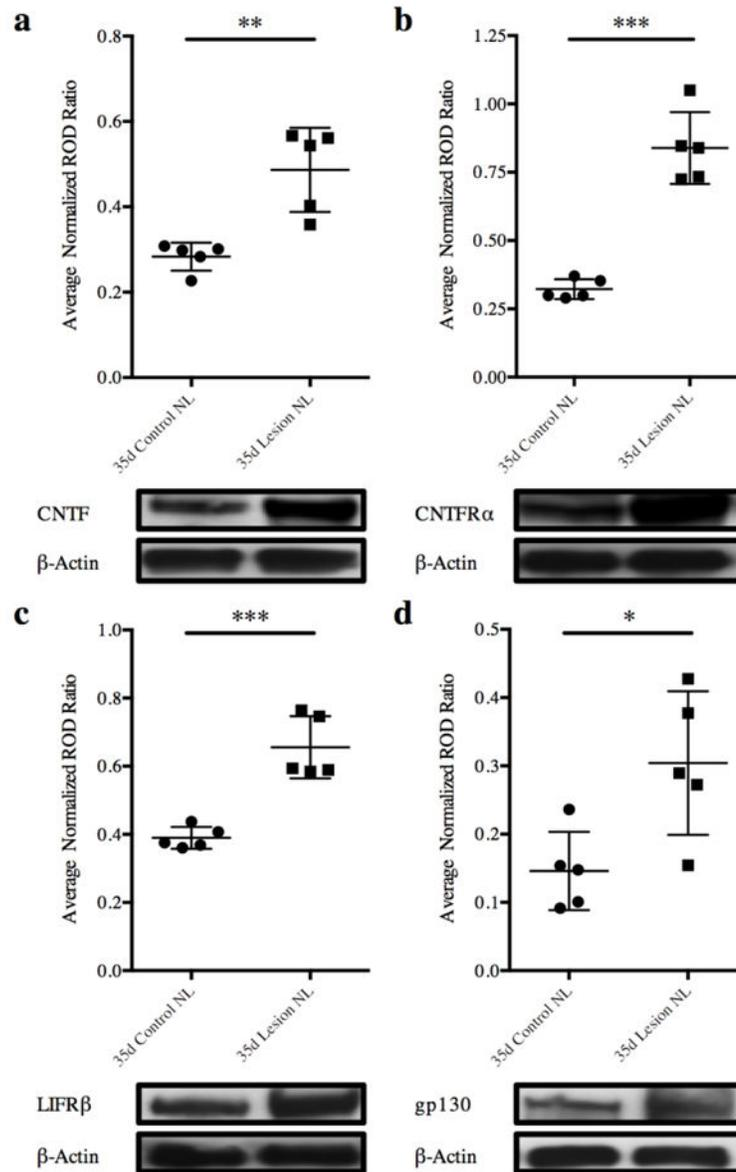 a
**
Average Normalized ROD Ratio
0.8
0.6
0.4
0.2
0.0
35d Control NL
35d Lesion NL
CNTF
β-Actin
b
***
Average Normalized ROD Ratio
1.25
1.00
0.75
0.50
0.25
0.00
35d Control NL
35d Lesion NL
CNTFRα
β-Actin
c
***
Average Normalized ROD Ratio
1.0
0.8
0.6
0.4
0.2
0.0
35d Control NL
35d Lesion NL
LIFRβ
β-Actin
d
*
Average Normalized ROD Ratio
0.5
0.4
0.3
0.2
0.1
0.0
35d Control NL
35d Lesion NL
gp130
β-Actin